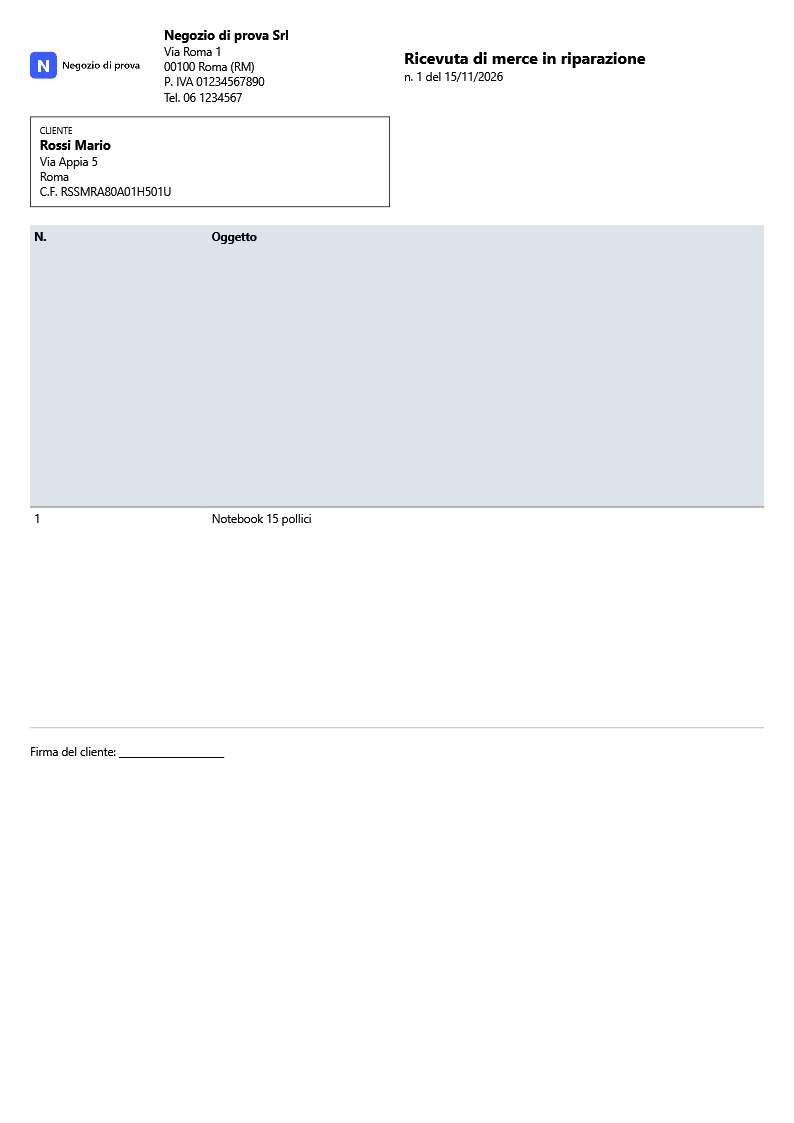 N Negozio di prova
Negozio di prova Srl
Via Roma 1
00100 Roma (RM)
P. IVA 01234567890
Tel. 06 1234567
Ricevuta di merce in riparazione
n. 1 del 15/11/2026
CLIENTE
Rossi Mario
Via Appia 5
Roma
C.F. RSSMRA80A01H501U
N. Oggetto
1 Notebook 15 pollici
Firma del cliente: _________________